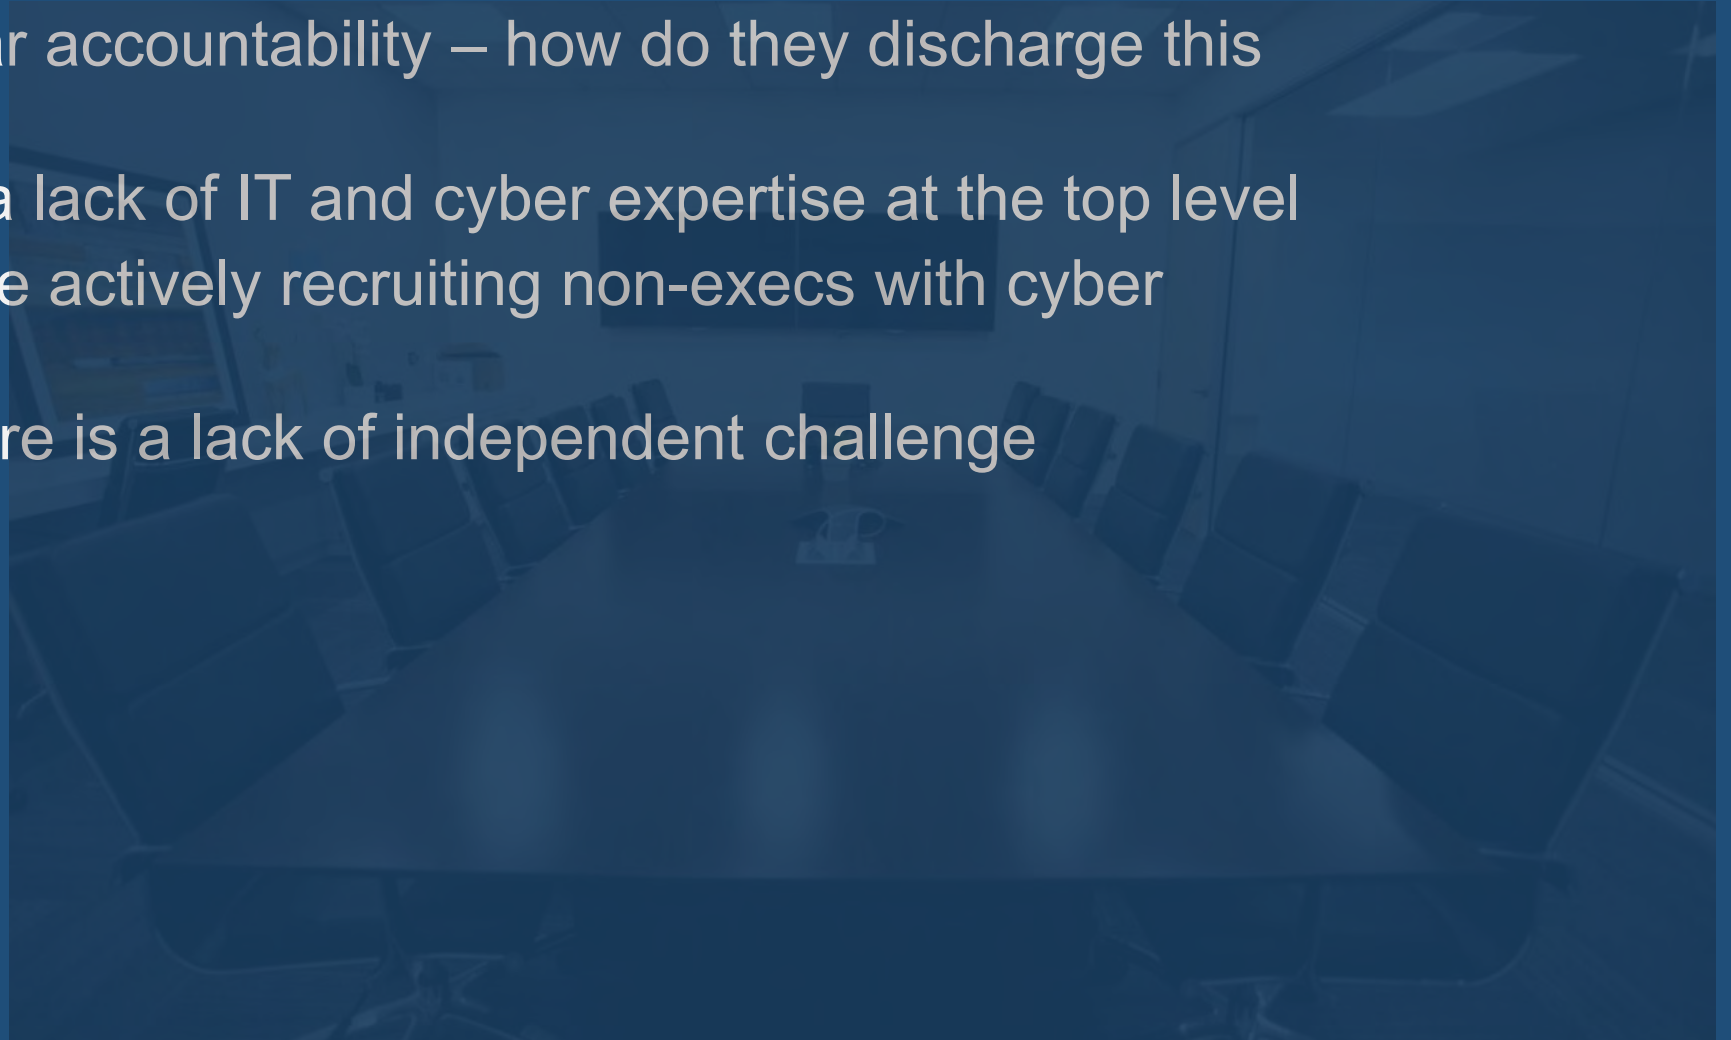 r accountability – how do they discharge this
a lack of IT and cyber expertise at the top level
e actively recruiting non-execs with cyber
re is a lack of independent challenge